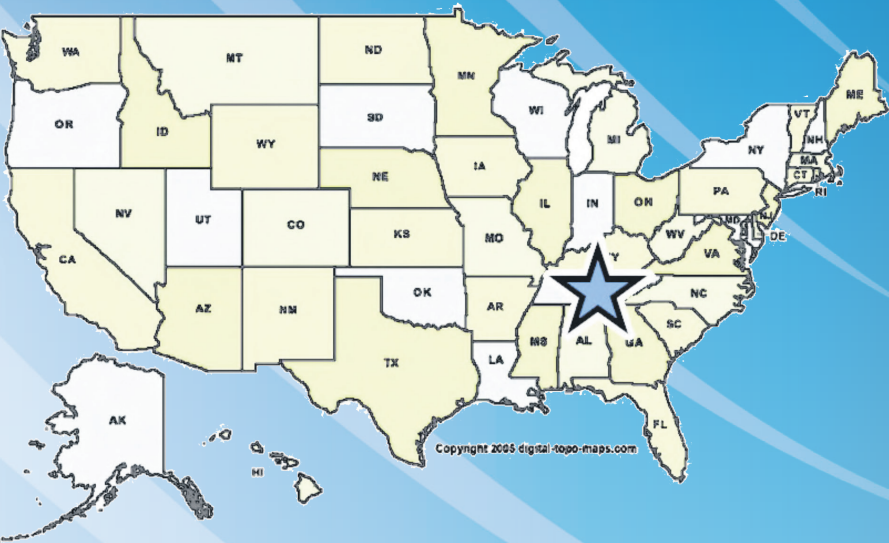 WA
MT
ND
MN
ME
OR
ID
WY
SD
WI
MI
VT
NH
NY
MA
CT
RI
NE
IA
PA
NJ
NV
UT
CO
KS
MO
IL
IN
OH
WV
MD
DE
VA
CA
AZ
NM
OK
AR
NC
SC
TX
LA
MS
AL
GA
FL
AK
HI
Copyright 2005 digital-topo-maps.com